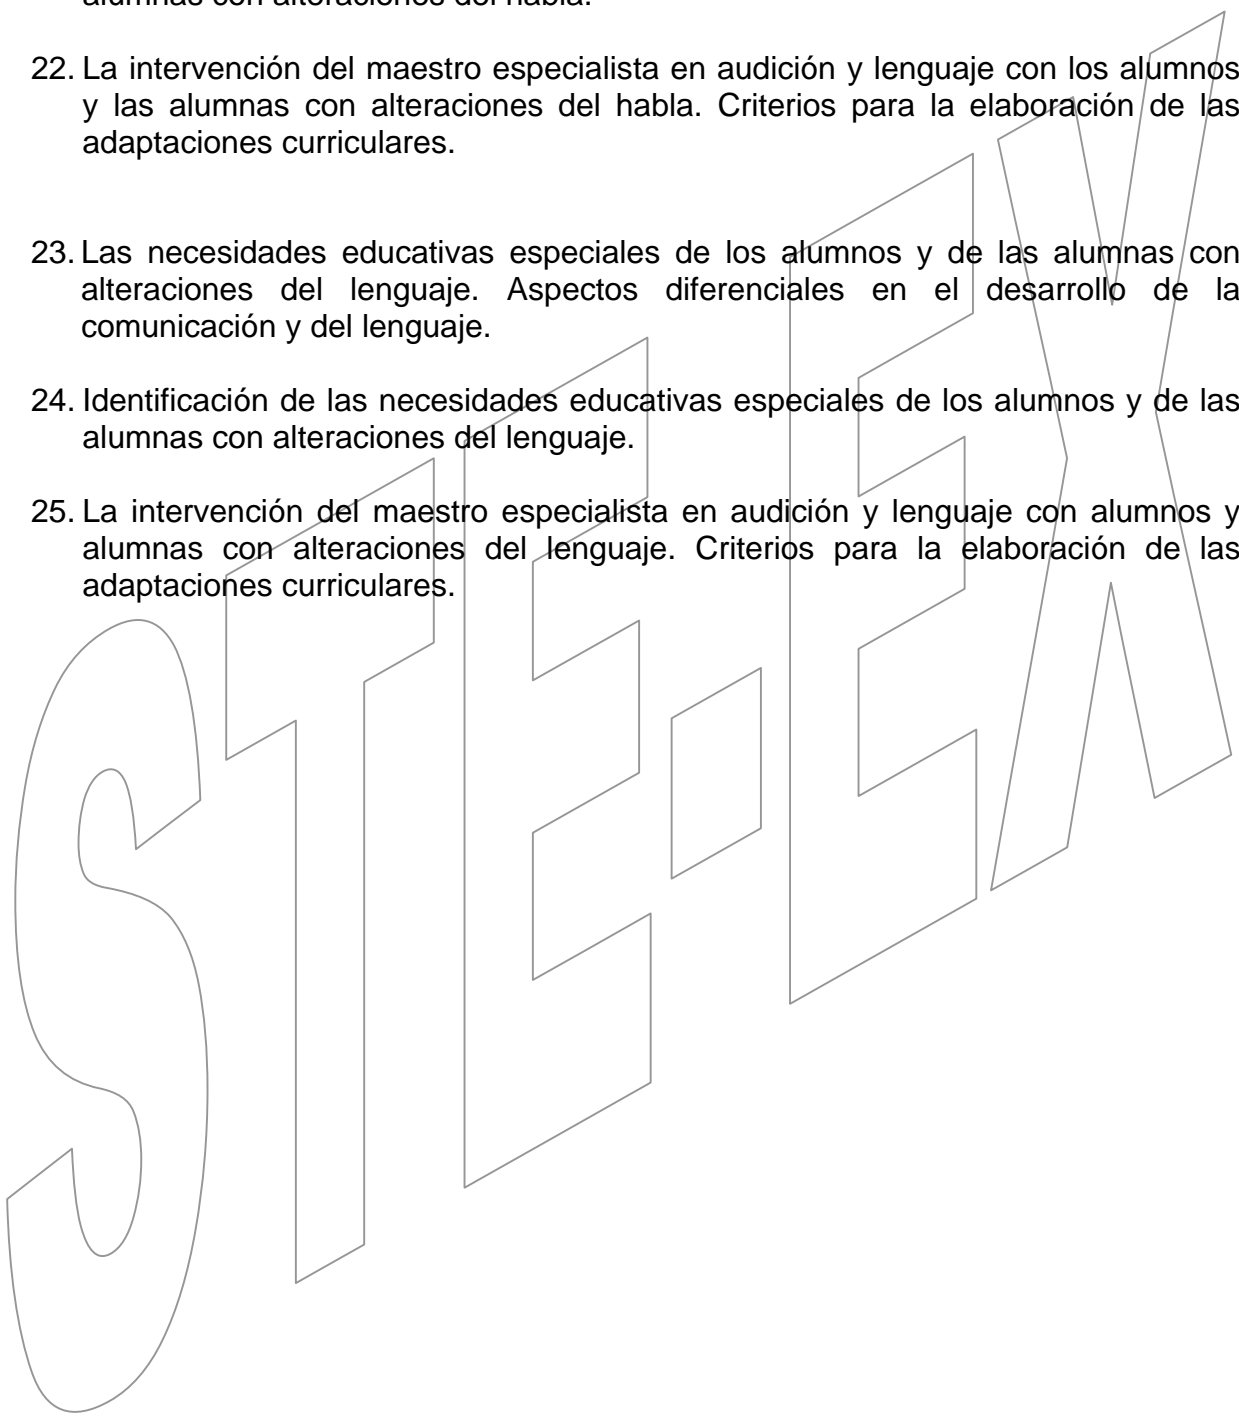 alumnas con alteraciones del habla.
22. La intervención del maestro especialista en audición y lenguaje con los alumnos
y las alumnas con alteraciones del habla. Criterios para la elaboración de las
adaptaciones curriculares.
23. Las necesidades educativas especiales de los alumnos y de las alumnas con
alteraciones del lenguaje. Aspectos diferenciales en el desarrollo de la
comunicación y del lenguaje.
24. Identificación de las necesidades educativas especiales de los alumnos y de las
alumnas con alteraciones del lenguaje.
25. La intervención del maestro especialista en audición y lenguaje con alumnos y
alumnas con alteraciones del lenguaje. Criterios para la elaboración de las
adaptaciones curriculares.
STE-EX